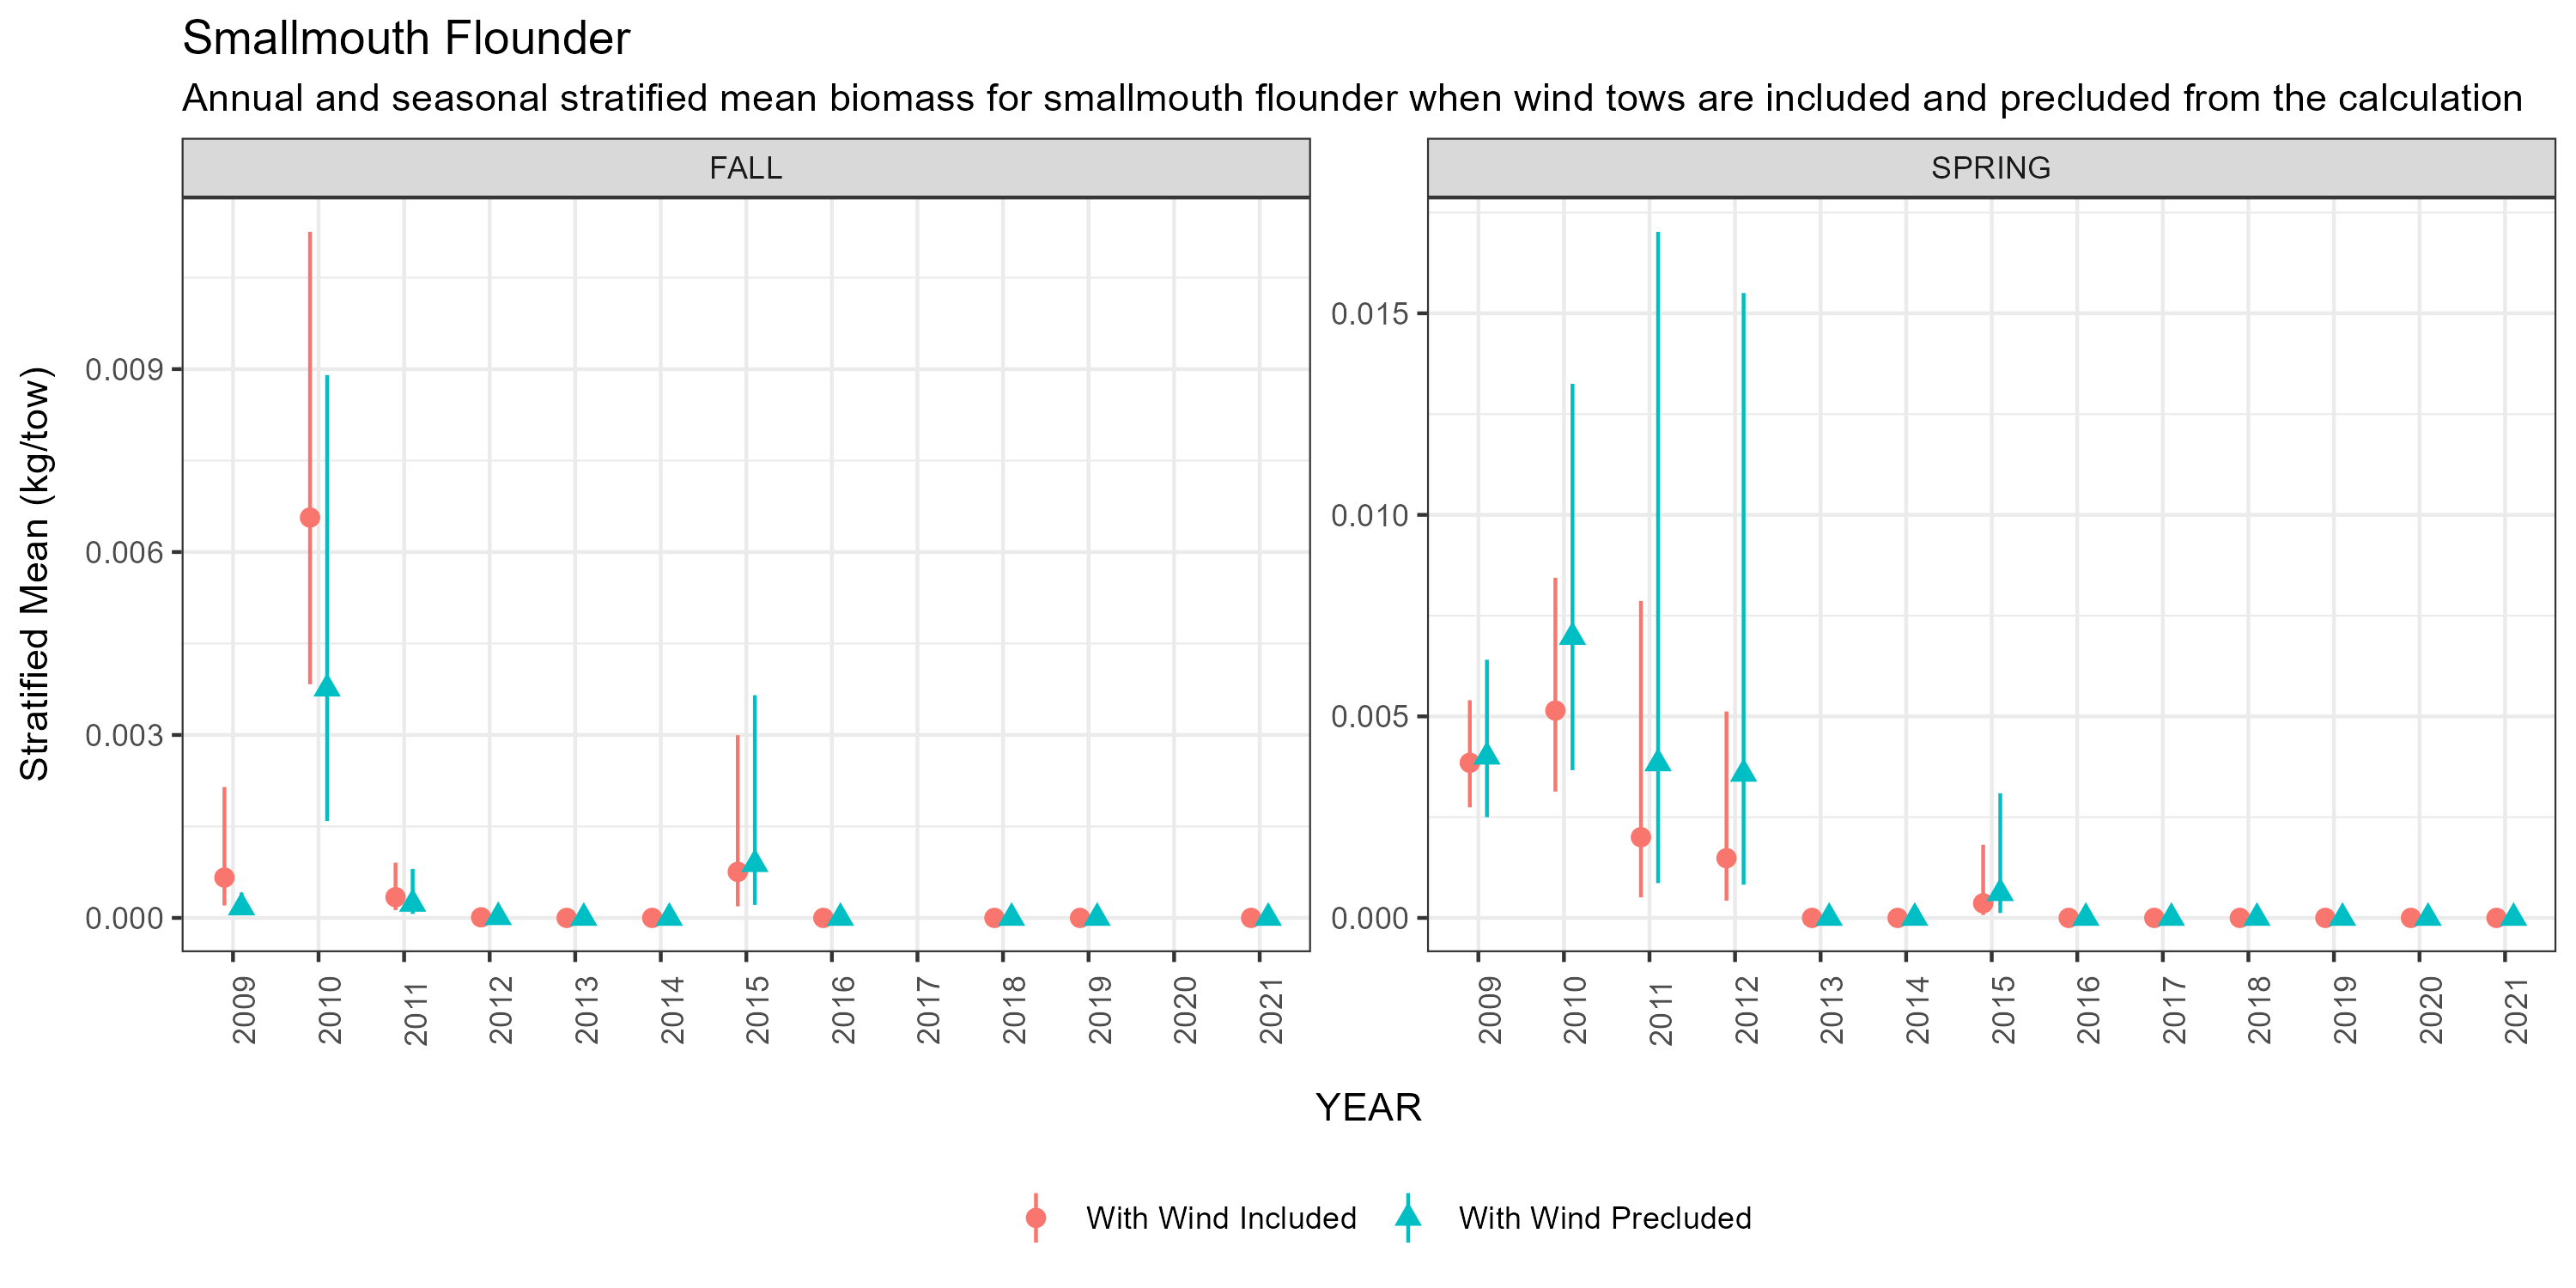 Smallmouth Flounder
Annual and seasonal stratified mean biomass for smallmouth flounder when wind tows are included and precluded from the calculation
FALL
SPRING
Stratified Mean (kg/tow)
0.009
0.006
0.003
0.000
0.015
0.010
0.005
0.000
2009 2010 2011 2012 2013 2014 2015 2016 2017 2018 2019 2020 2021
2009 2010 2011 2012 2013 2014 2015 2016 2017 2018 2019 2020 2021
YEAR
With Wind Included
With Wind Precluded